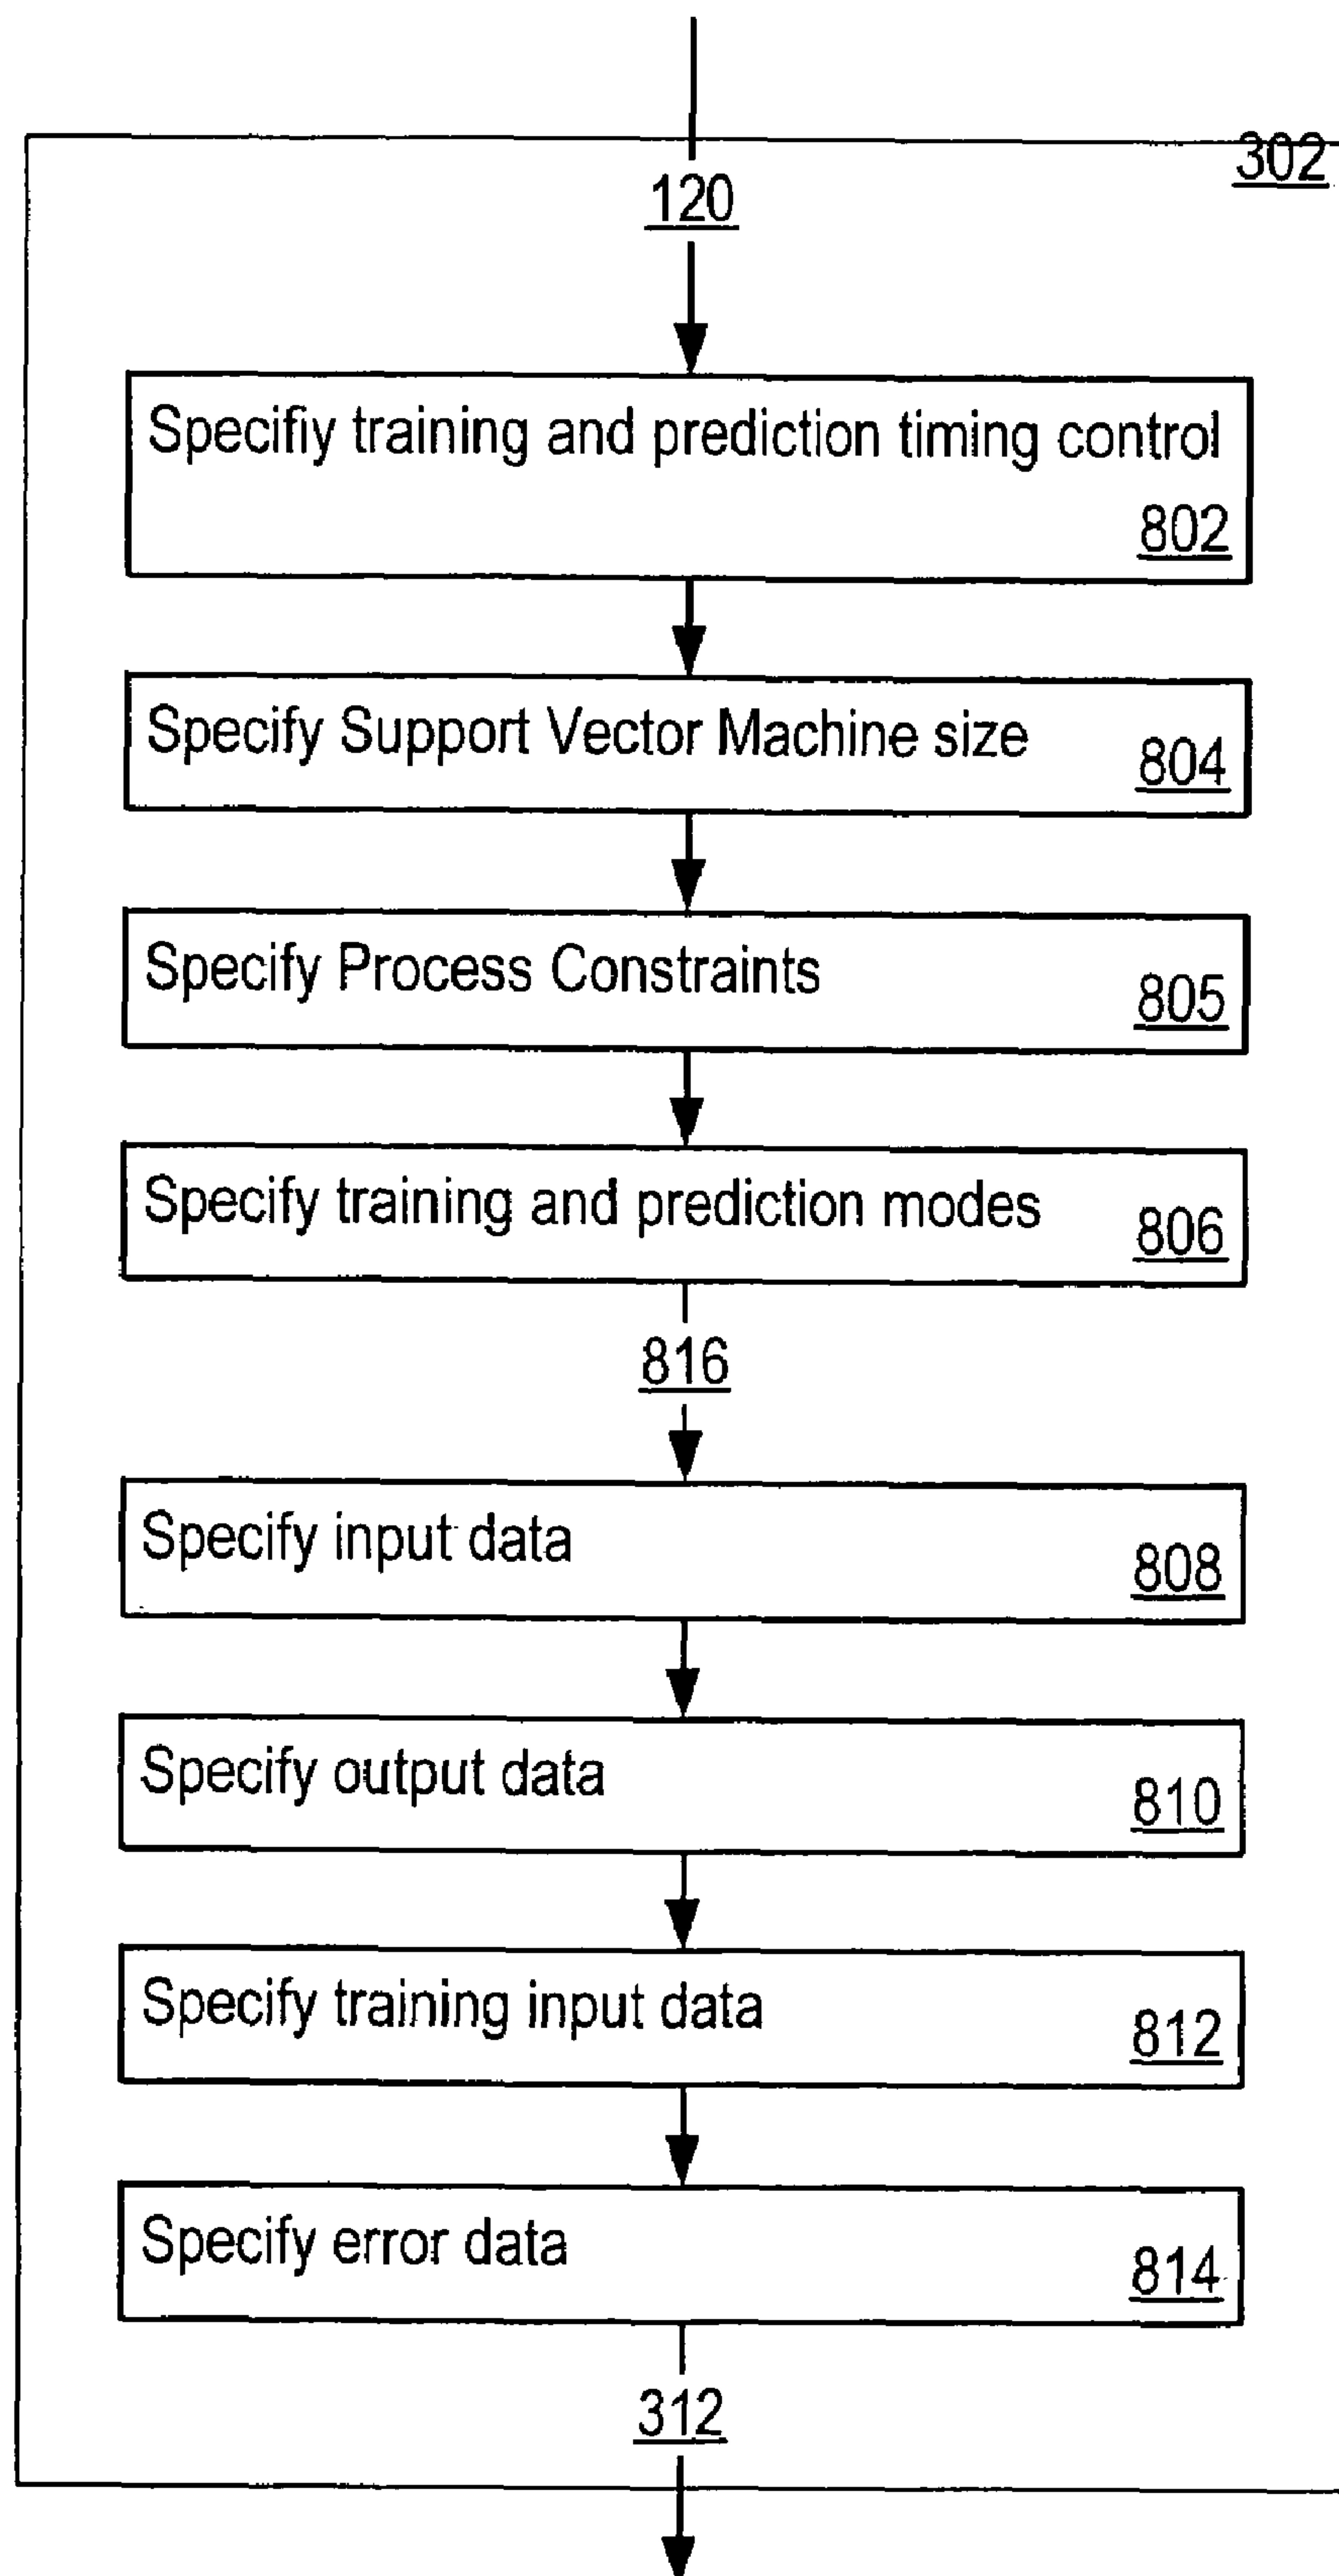 302
120
Specifiy training and prediction timing control
802
Specify Support Vector Machine size
804
Specify Process Constraints
805
Specify training and prediction modes
806
816
Specify input data
808
Specify output data
810
Specify training input data
812
Specify error data
814
312